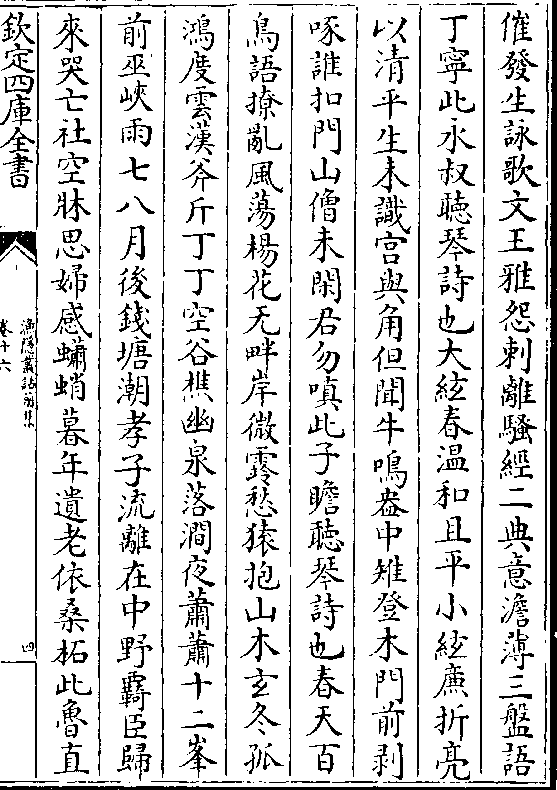 催發生詠歌文王雅怨刺離騷經二典意澹薄三盤語
丁寧此永叔聽琴詩也大絃春温和且平小絃㢘折亮
以清平生未識宫與角但聞牛鳴盎中雉登木門前剥
啄誰扣門山僧未閑君勿嗔此子瞻聽琴詩也春天百
鳥語撩亂風蕩楊花无畔岸微霛愁猿抱山木玄冬孤
鴻度雲漢斧斤丁丁空谷樵幽泉落澗夜蕭蕭十二峯
前巫峽雨七八月後錢塘潮孝子流離在中野覊臣歸
來哭亡社空牀思婦感蠨蛸暮年遺老依桑柘此魯直
欽定四庫全書
漁隱叢話前集
卷十六
四